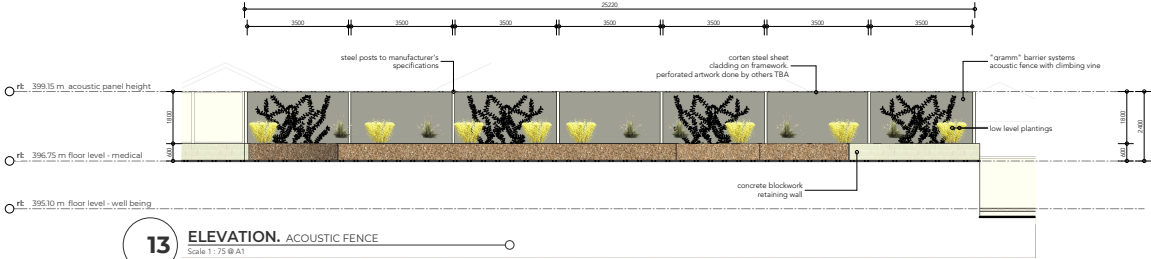 25220
3500 3500 3500 3500 3500 3500 3500
steel posts to manufacturer's
specifications
corten steel sheet
cladding on framework.
perforated artwork done by others TBA
"gramm" barrier systems
acoustic fence with climbing vine
rl: 399.15 m acoustic panel height
1800
1800
2400
low level plantings
rl: 396.75 m floor level - medical
600
600
concrete blockwork
retaining wall
rl: 395.10 m floor level - well being
13
ELEVATION. ACOUSTIC FENCE
Scale 1 : 75 @ A1